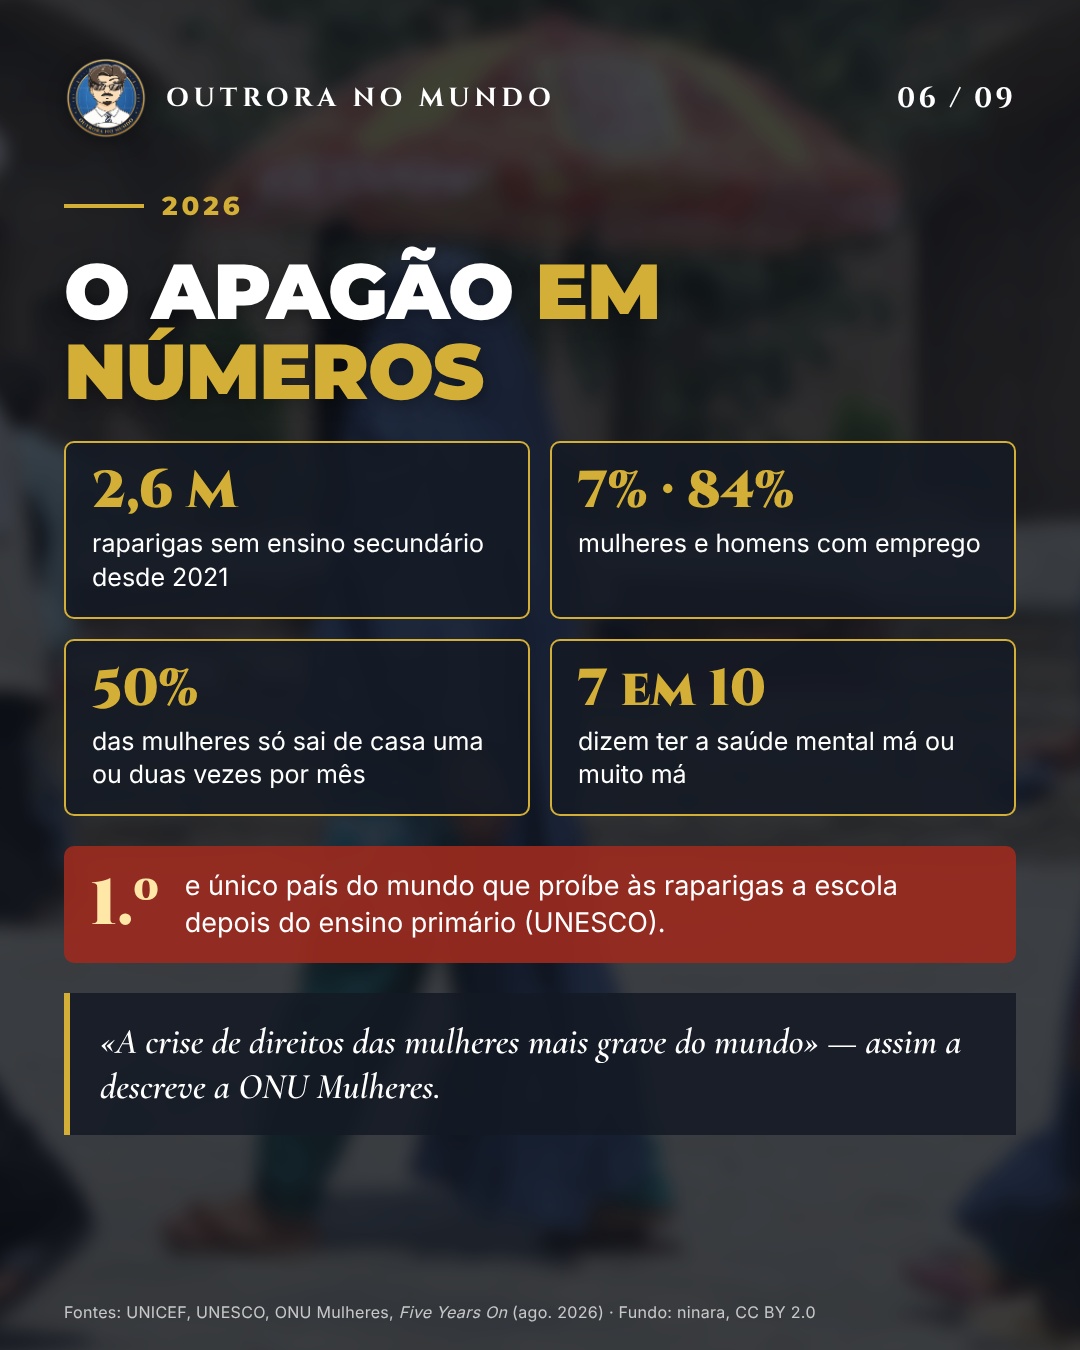 OUTRORA NO MUNDO
06 / 09
2026
O APAGÃO EM
NÚMEROS
2,6 M
raparigas sem ensino secundário
desde 2021
7% · 84%
mulheres e homens com emprego
50%
das mulheres só sai de casa uma
ou duas vezes por mês
7 EM 10
dizem ter a saúde mental má ou
muito má
1.º
e único país do mundo que proíbe às raparigas a escola
depois do ensino primário (UNESCO).
«A crise de direitos das mulheres mais grave do mundo» — assim a
descreve a ONU Mulheres.
Fontes: UNICEF, UNESCO, ONU Mulheres, Five Years On (ago. 2026) · Fundo: ninara, CC BY 2.0